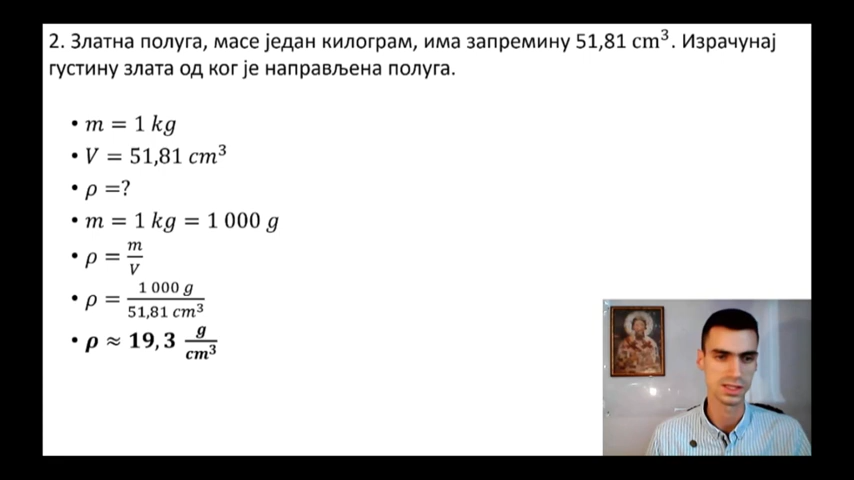 2. Златна полуга, масе један килограм, има запремину 51,81 cm³. Израчунај
густину злата од ког је направљена полуга.
• m = 1 kg
• V = 51,81 cm³
• ρ =?
• m = 1 kg = 1 000 g
• ρ = m/V
• ρ = 1 000 g/51,81 cm³
• ρ ≈ 19,3 g/cm³